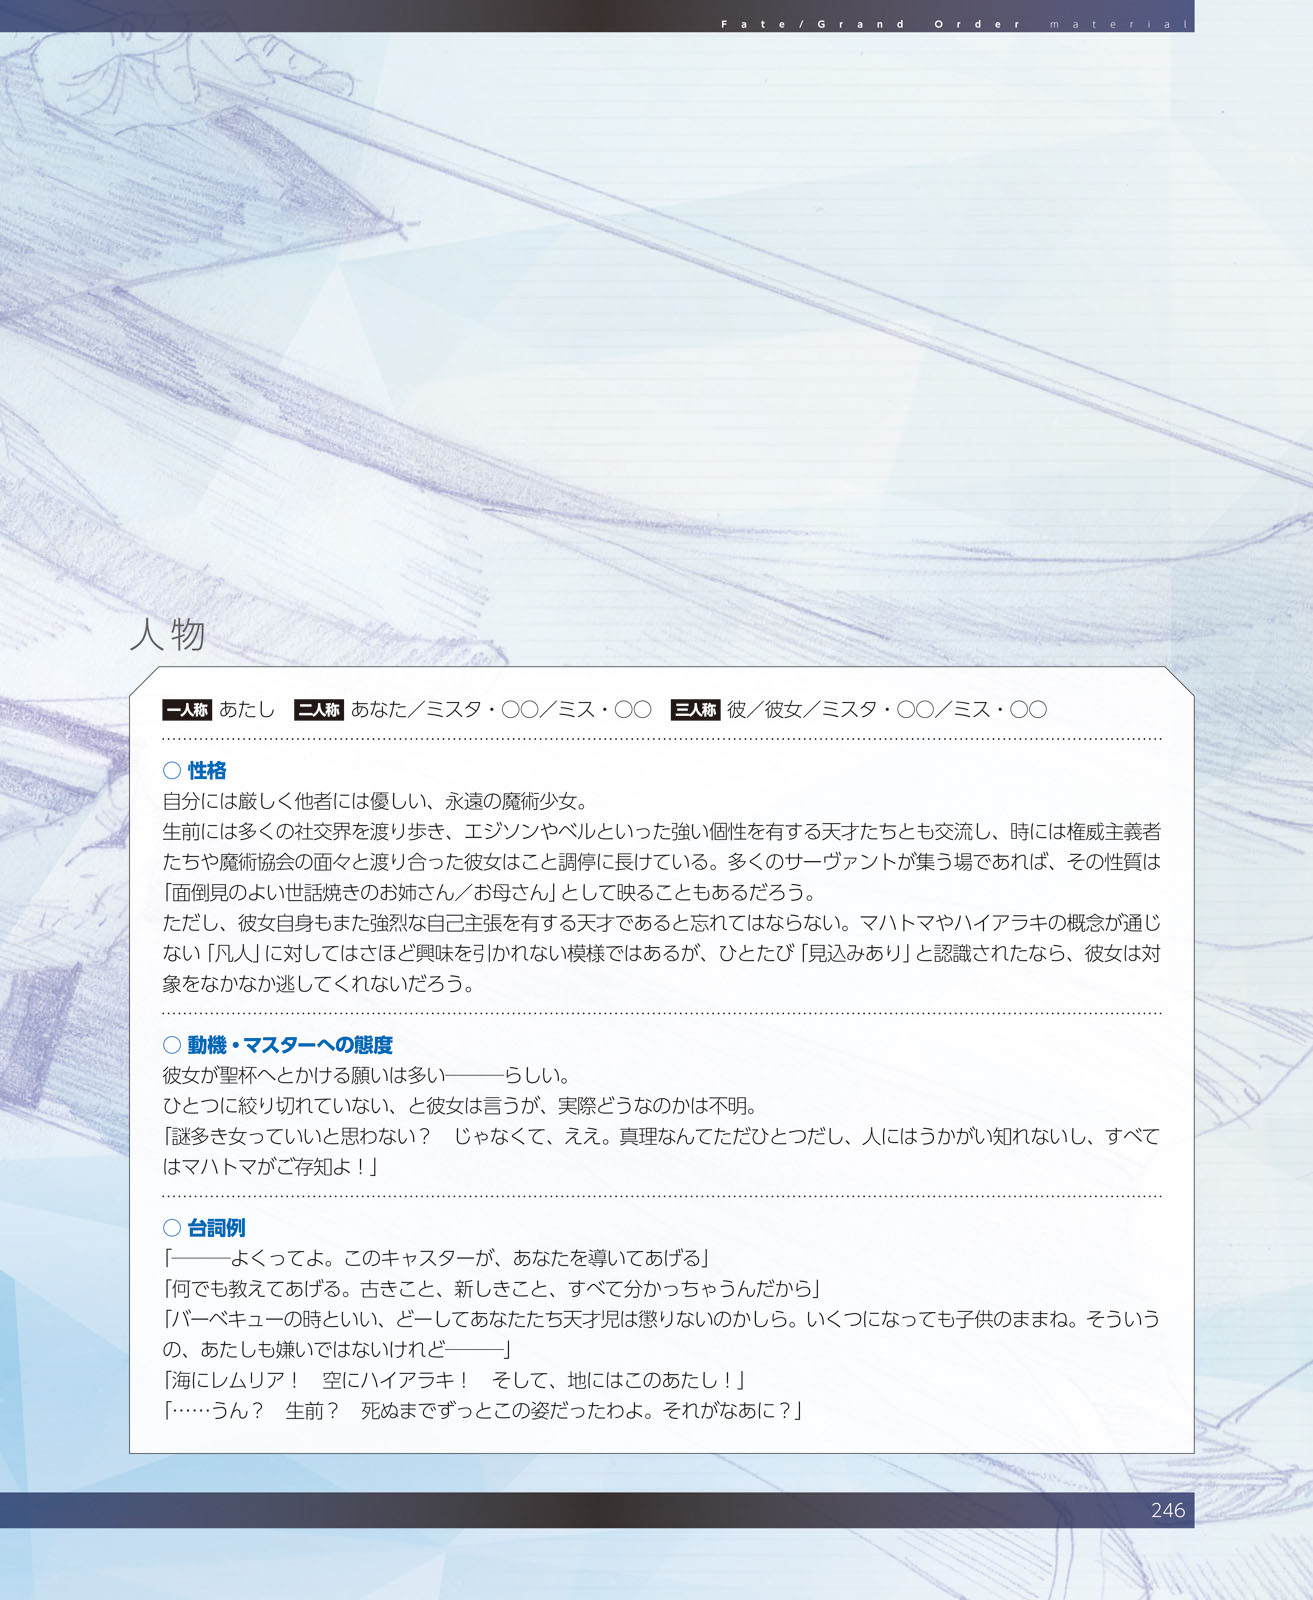 Fate/Grand Order material
人物
一人称 あたし 二人称 あなた／ミスタ・○○／ミス・○○ 三人称 彼／彼女／ミスタ・○○／ミス・○○
○ 性格
自分には厳しく他者には優しい、永遠の魔術少女。
生前には多くの社交界を渡り歩き、エジソンやベルといった強い個性を有する天才たちとも交流し、時には権威主義者
たちや魔術協会の面々と渡り合った彼女はこと調停に長けている。多くのサーヴァントが集う場であれば、その性質は
「面倒見のよい世話焼きのお姉さん／お母さん」として映ることもあるだろう。
ただし、彼女自身もまた強烈な自己主張を有する天才であると忘れてはならない。マハトマやハイアラキの概念が通じ
ない「凡人」に対してはさほど興味を引かれない模様ではあるが、ひとたび「見込みあり」と認識されたなら、彼女は対
象をなかなか逃してくれないだろう。
○ 動機・マスターへの態度
彼女が聖杯へとかける願いは多い———らしい。
ひとつに絞り切れていない、と彼女は言うが、実際どうなのかは不明。
「謎多き女っていいと思わない？　じゃなくて、ええ。真理なんてただひとつだし、人にはうかがい知れないし、すべて
はマハトマがご存知よ！」
○ 台詞例
「———よくってよ。このキャスターが、あなたを導いてあげる」
「何でも教えてあげる。古きこと、新しきこと、すべて分かっちゃうんだから」
「バーベキューの時といい、どーしてあなたたち天才児は懲りないのかしら。いくつになっても子供のままね。そういう
の、あたしも嫌いではないけれど———」
「海にレムリア！　空にハイアラキ！　そして、地にはこのあたし！」
「……うん？　生前？　死ぬまでずっとこの姿だったわよ。それがなあに？」
246